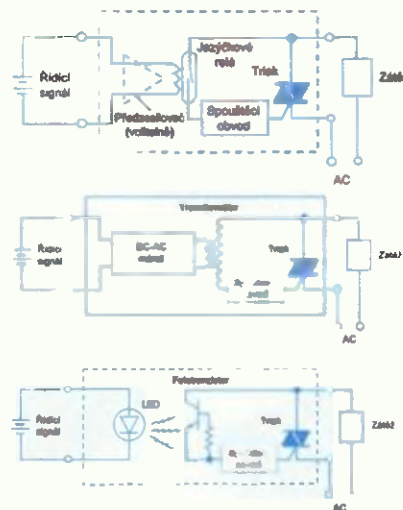 Řídicí
signál
Jazýčkové
relé
Triak
Předzesilovač
(volitelně)
Spouštěcí
obvod
Zátěž
AC
Transformátor
Řídicí
signál
DC-AC
měnič
Triak
Zátěž
AC
Fototranzistor
Řídicí
signál
LED
Triak
Zátěž
AC